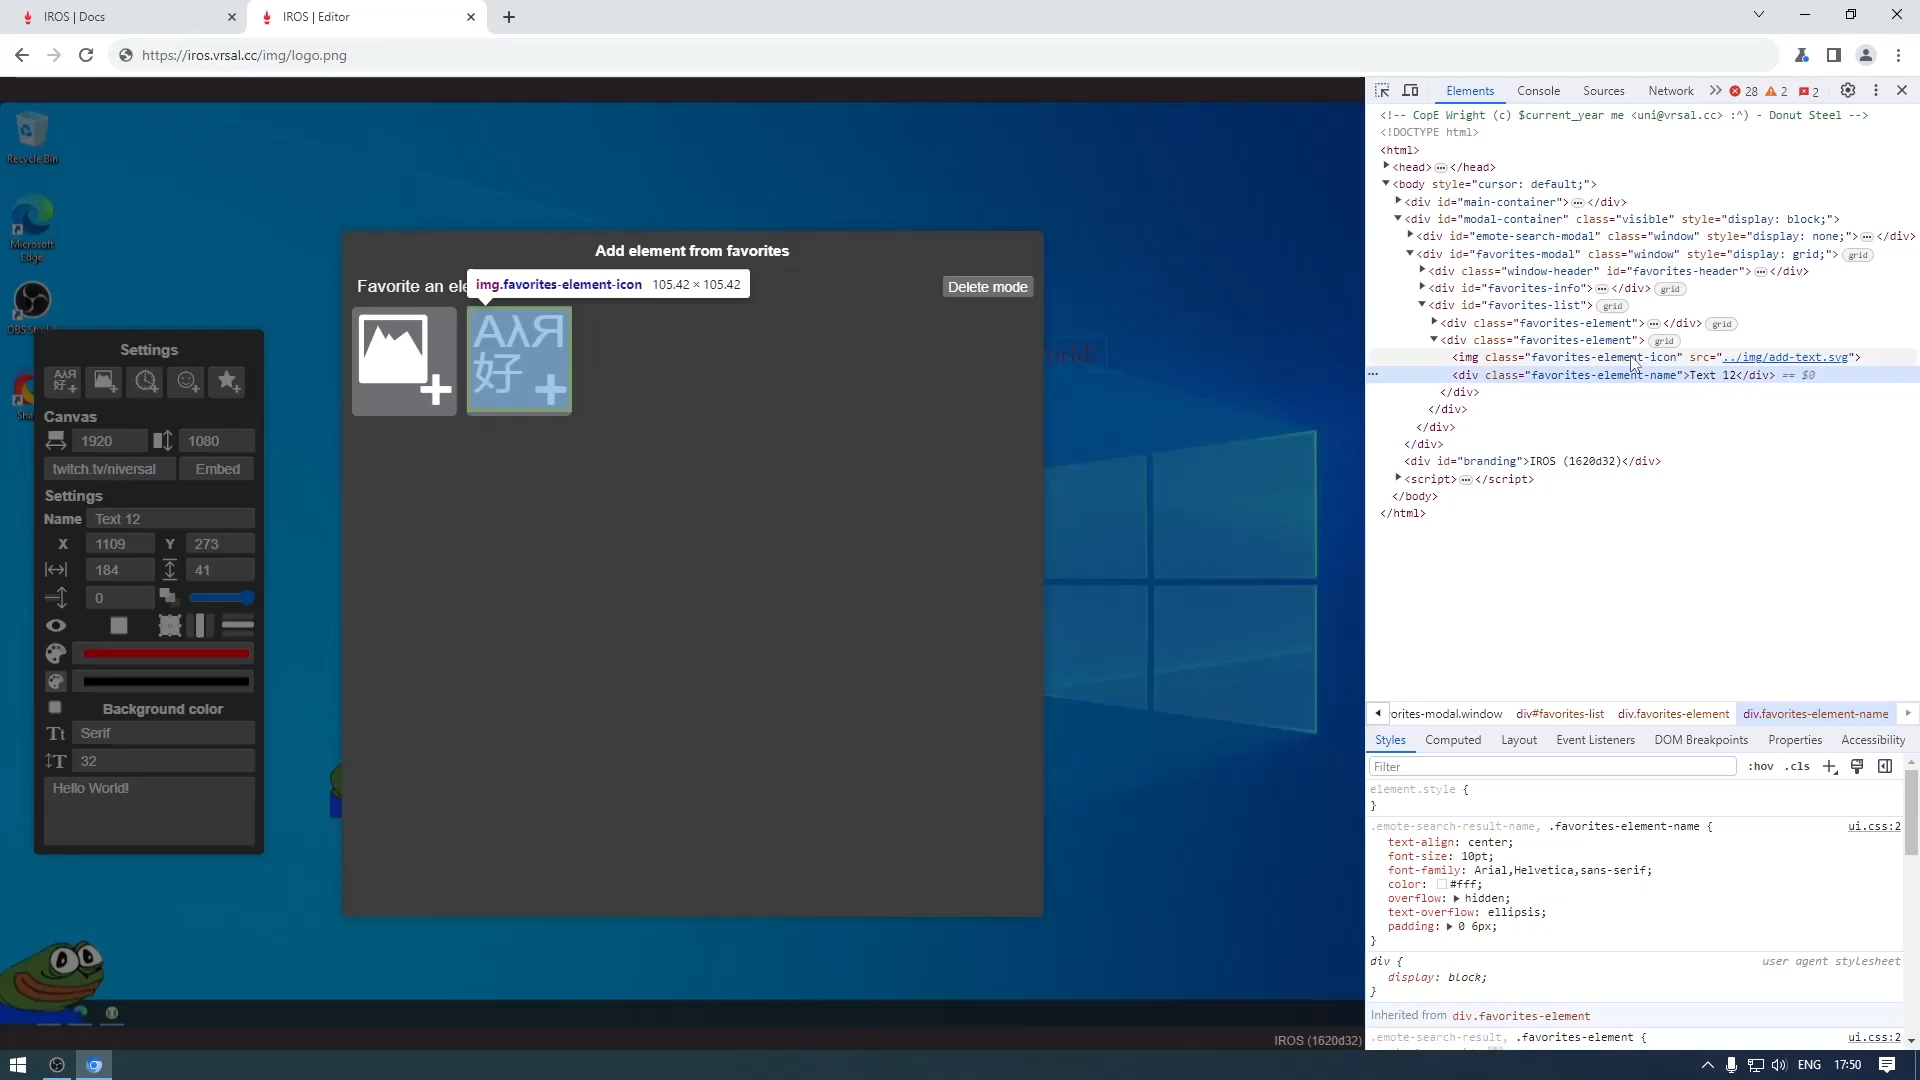 IROS | Docs
IROS | Editor
https://iros.vrsal.cc/img/logo.png
Recycle Bin
Microsoft
Edge
Settings
Canvas
1920
1080
twitch.tv/niversal
Embed
Settings
Name
Text 12
X
1109
Y
273
184
41
0
Background color
Serif
32
Hello World!
Add element from favorites
Favorite an ele
img.favorites-element-icon 105.42 × 105.42
Delete mode
AλЯ
好
IROS (1620d32)
Elements
Console
Sources
Network
28
2
2
<!-- CopE Wright (c) $current_year me <uni@vrsal.cc> :^) - Donut Steel -->
<!DOCTYPE html>
<html>
<head>…</head>
<body style="cursor: default;">
<div id="main-container">…</div>
<div id="modal-container" class="visible" style="display: block;">
<div id="emote-search-modal" class="window" style="display: none;">…</div>
<div id="favorites-modal" class="window" style="display: grid;"> grid
<div class="window-header" id="favorites-header">…</div>
<div id="favorites-info">…</div> grid
<div id="favorites-list"> grid
<div class="favorites-element">…</div> grid
<div class="favorites-element"> grid
<img class="favorites-element-icon" src="../img/add-text.svg">
<div class="favorites-element-name">Text 12</div> == $0
</div>
</div>
</div>
</div>
<div id="branding">IROS (1620d32)</div>
<script>…</script>
</body>
</html>
orites-modal.window div#favorites-list div.favorites-element div.favorites-element-name
Styles
Computed
Layout
Event Listeners
DOM Breakpoints
Properties
Accessibility
Filter
:hov .cls
element.style {
}
.emote-search-result-name, .favorites-element-name {
ui.css:2
text-align: center;
font-size: 10pt;
font-family: Arial,Helvetica,sans-serif;
color: #fff;
overflow: hidden;
text-overflow: ellipsis;
padding: 0 6px;
}
div {
user agent stylesheet
display: block;
}
Inherited from div.favorites-element
.emote-search-result, .favorites-element {
ui.css:2
ENG
17:50